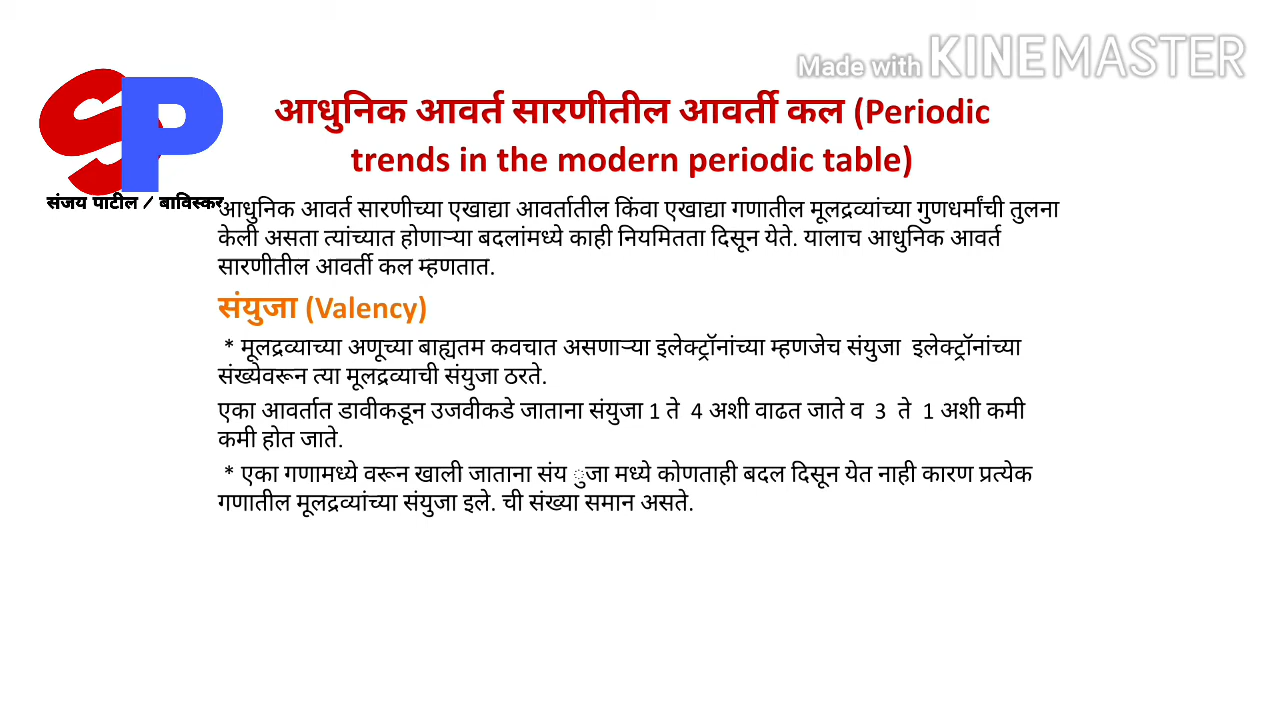 Made with KINEMASTER
SP
आधुनिक आवर्त सारणीतील आवर्ती कल (Periodic
trends in the modern periodic table)
संजय पाटील / बाविस्कर
आधुनिक आवर्त सारणीच्या एखाद्या आवर्तातील किंवा एखाद्या गणातील मूलद्रव्यांच्या गुणधर्मांची तुलना
केली असता त्यांच्यात होणाऱ्या बदलांमध्ये काही नियमितता दिसून येते. यालाच आधुनिक आवर्त
सारणीतील आवर्ती कल म्हणतात.
संयुजा (Valency)
* मूलद्रव्याच्या अणूच्या बाह्यतम कवचात असणाऱ्या इलेक्ट्रॉनांच्या म्हणजेच संयुजा इलेक्ट्रॉनांच्या
संख्येवरून त्या मूलद्रव्याची संयुजा ठरते.
एका आवर्तात डावीकडून उजवीकडे जाताना संयुजा 1 ते 4 अशी वाढत जाते व 3 ते 1 अशी कमी
कमी होत जाते.
* एका गणामध्ये वरून खाली जाताना संय ुजा मध्ये कोणताही बदल दिसून येत नाही कारण प्रत्येक
गणातील मूलद्रव्यांच्या संयुजा इले. ची संख्या समान असते.